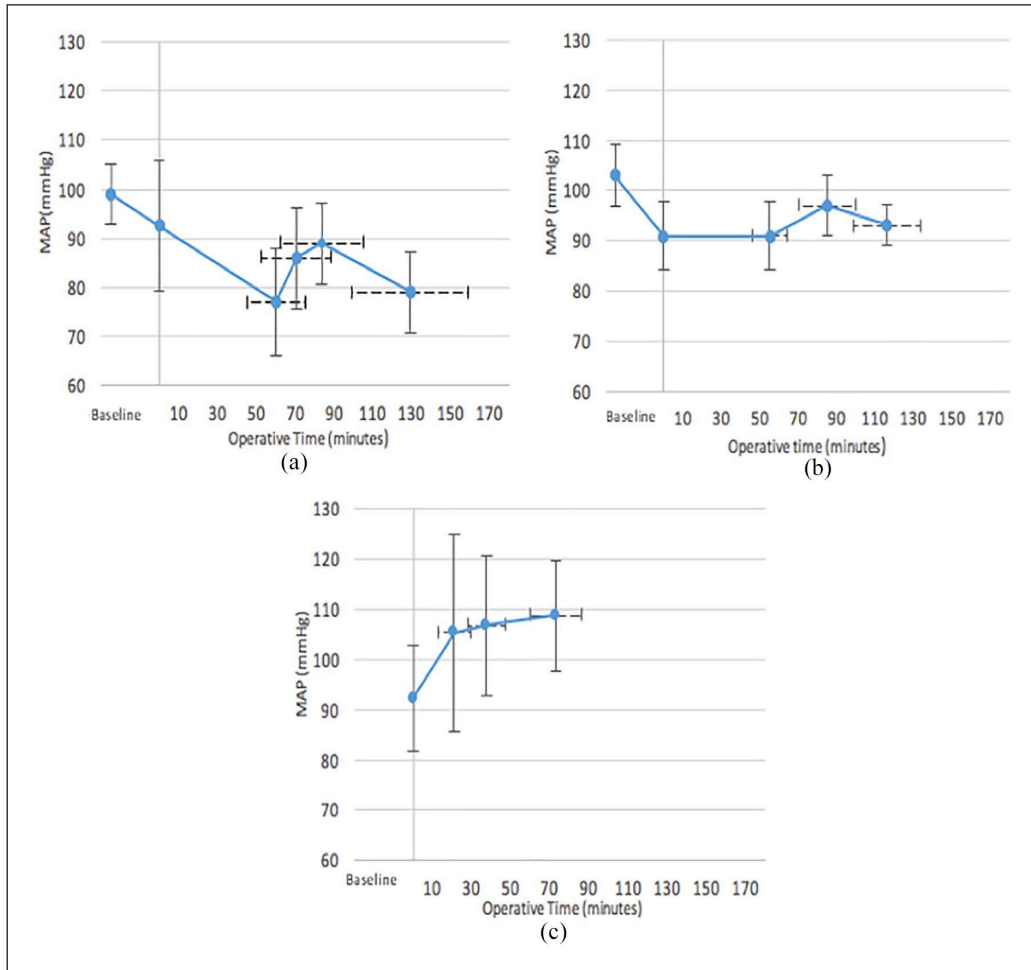 130
120
110
100
90
80
70
60
MAP(mmHg)
Baseline 10 30 50 70 90 110 130 150 170
Operative Time (minutes)
(a)
130
120
110
100
90
80
70
60
MAP (mmHg)
Baseline 10 30 50 70 90 110 130 150 170
Operative time (minutes)
(b)
130
120
110
100
90
80
70
60
MAP (mmHg)
Baseline 10 30 50 70 90 110 130 150 170
Operative Time (minutes)
(c)